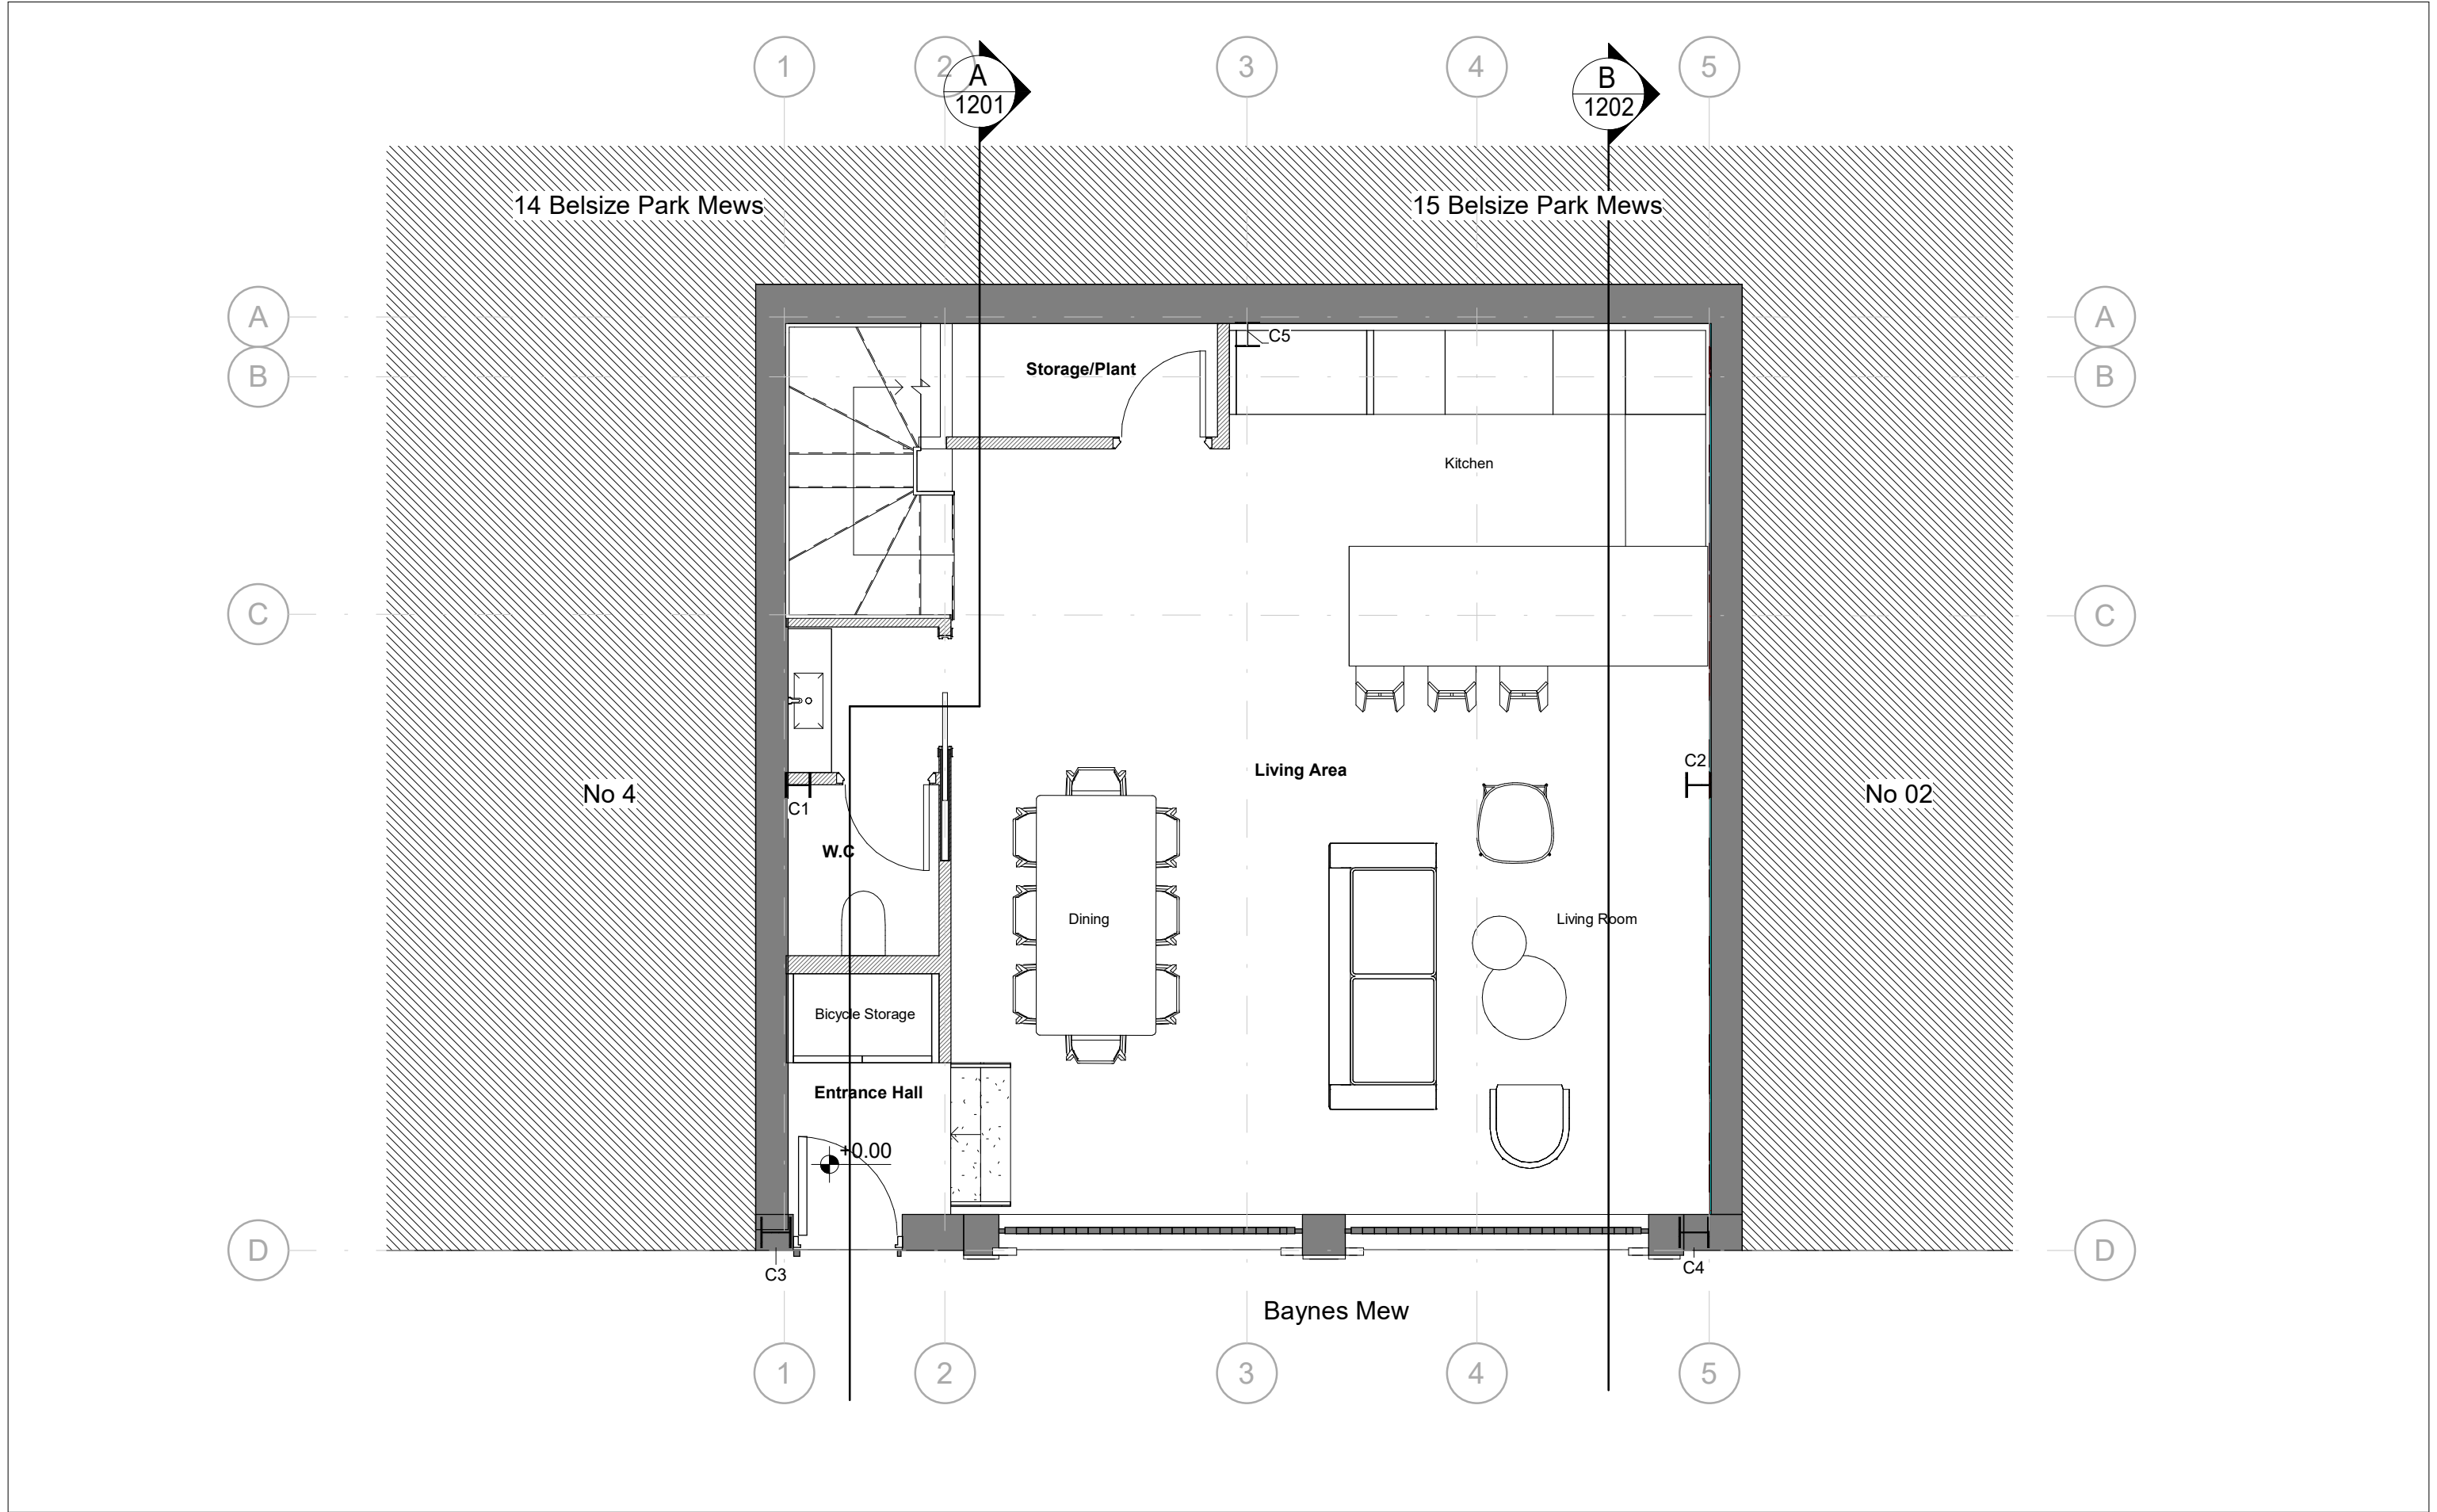 1
2
3
4
5
A
1201
B
1202
14 Belsize Park Mews
15 Belsize Park Mews
A
A
C5
Storage/Plant
B
B
Kitchen
C
C
C2
Living Area
No 4
No 02
C1
W.C
Dining
Living Room
Bicycle Storage
Entrance Hall
+0.00
D
D
C3
C4
Baynes Mew
1
2
3
4
5